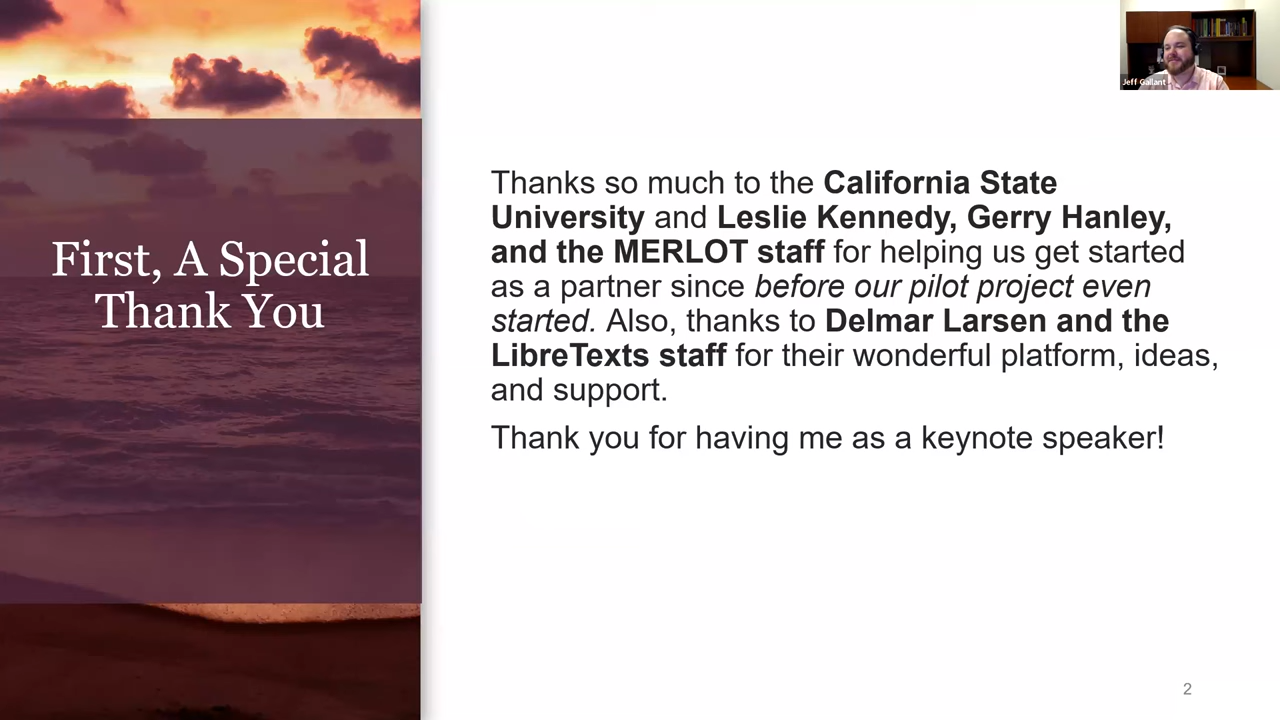 First, A Special
Thank You
Thanks so much to the California State
University and Leslie Kennedy, Gerry Hanley,
and the MERLOT staff for helping us get started
as a partner since before our pilot project even
started. Also, thanks to Delmar Larsen and the
LibreTexts staff for their wonderful platform, ideas,
and support.
Thank you for having me as a keynote speaker!
Jeff Gallant
2